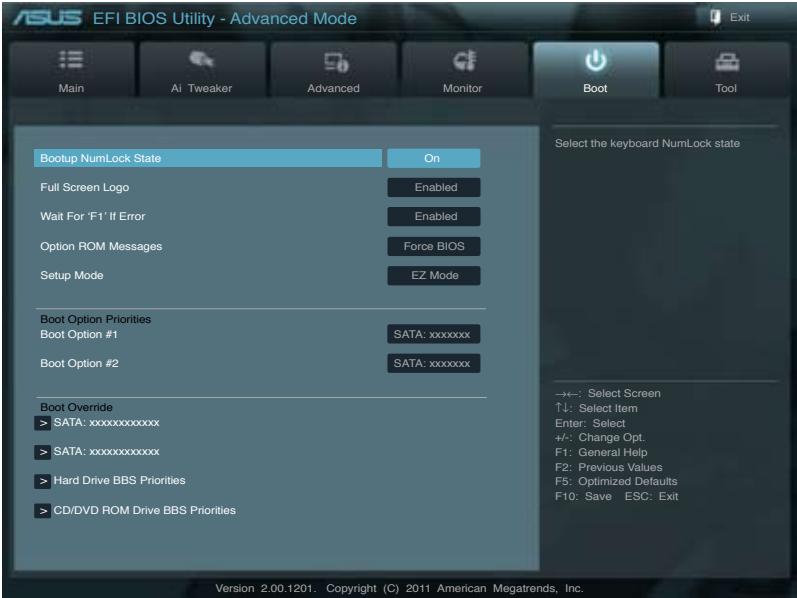 ASUS EFI BIOS Utility - Advanced Mode
Exit
Main
Ai Tweaker
Advanced
Monitor
Boot
Tool
Bootup NumLock State On
Full Screen Logo Enabled
Wait For ‘F1’ If Error Enabled
Option ROM Messages Force BIOS
Setup Mode EZ Mode
Boot Option Priorities
Boot Option #1 SATA: xxxxxxx
Boot Option #2 SATA: xxxxxxx
Boot Override
> SATA: xxxxxxxxxxxx
> SATA: xxxxxxxxxxxx
> Hard Drive BBS Priorities
> CD/DVD ROM Drive BBS Priorities
Select the keyboard NumLock state
→←: Select Screen
↑↓: Select Item
Enter: Select
+/-: Change Opt.
F1: General Help
F2: Previous Values
F5: Optimized Defaults
F10: Save ESC: Exit
Version 2.00.1201. Copyright (C) 2011 American Megatrends, Inc.